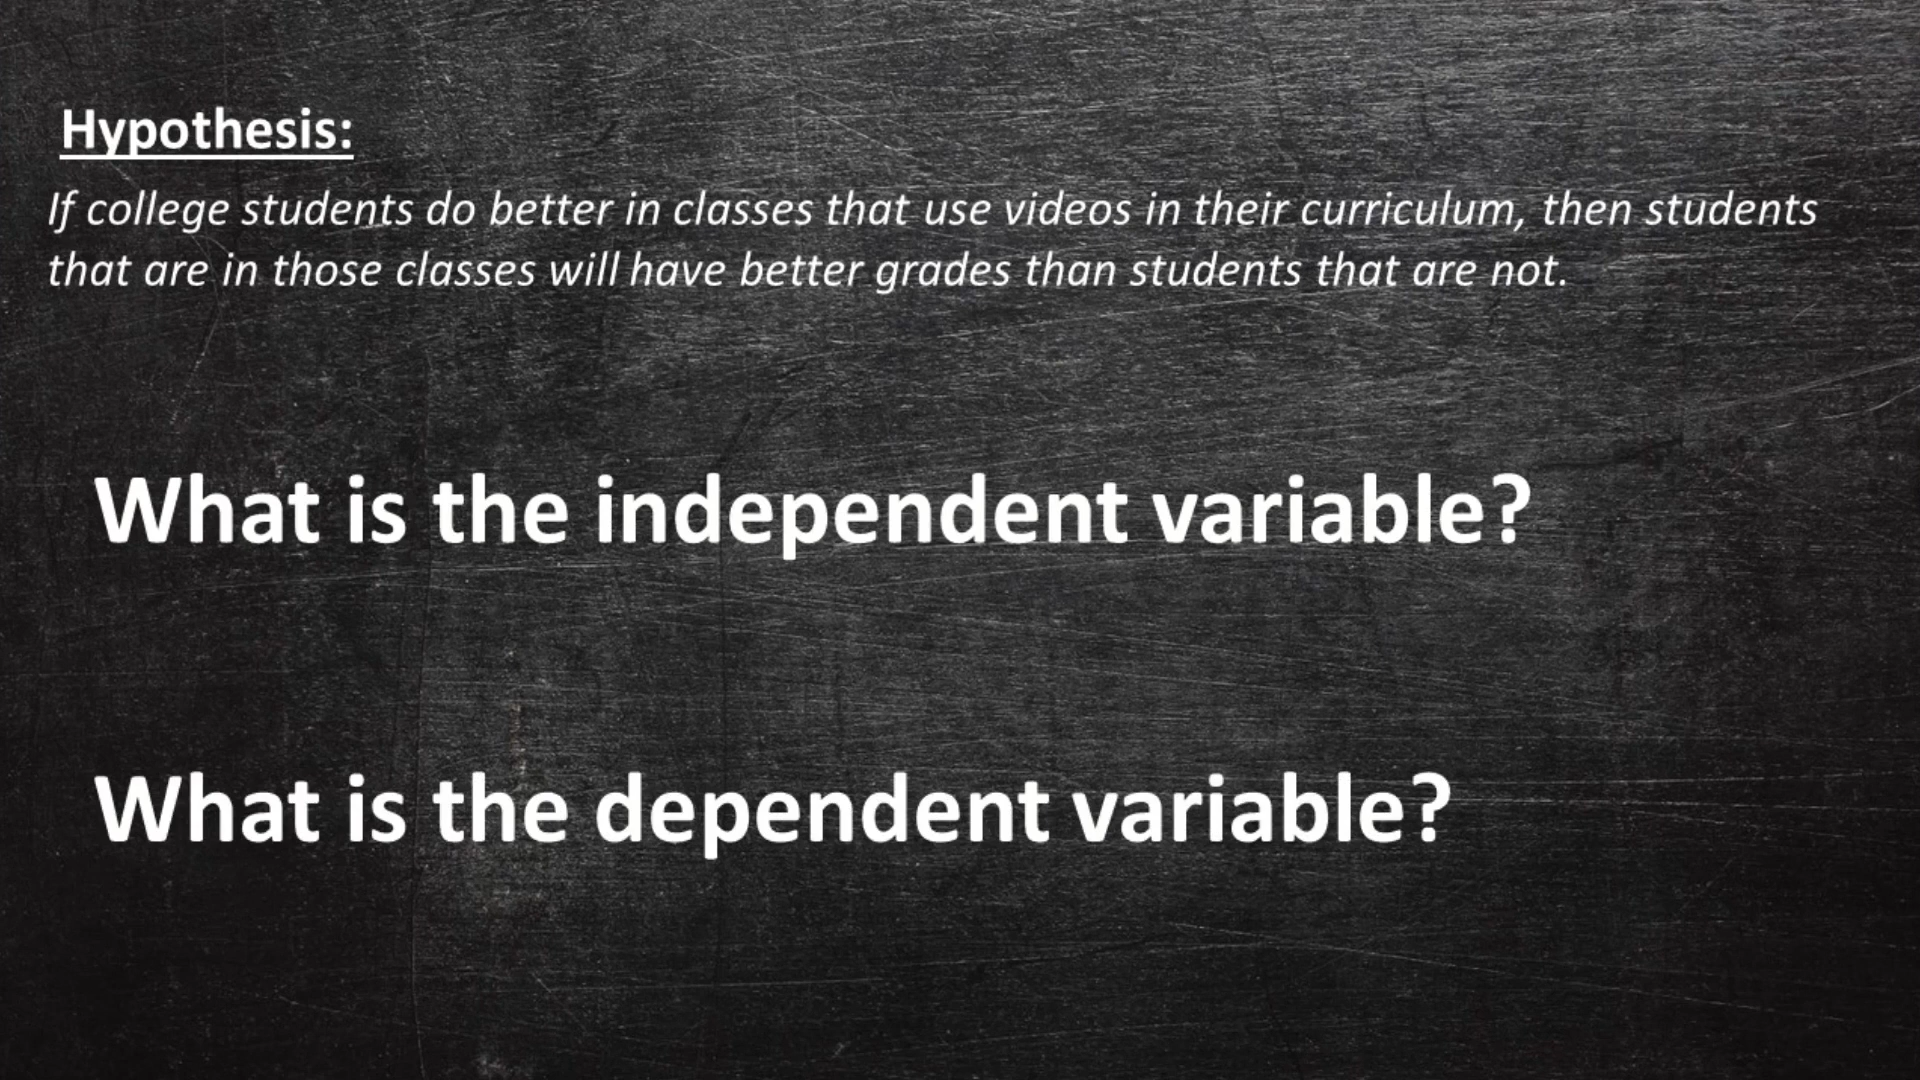 Hypothesis:
If college students do better in classes that use videos in their curriculum, then students
that are in those classes will have better grades than students that are not.
What is the independent variable?
What is the dependent variable?